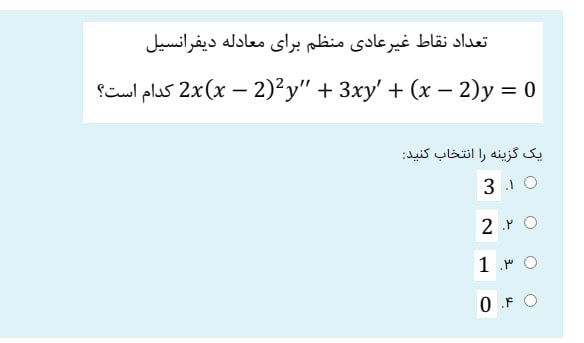 تعداد نقاط غیرعادی منظم برای معادله دیفرانسیل
2x(x − 2)²y′′ + 3xy′ + (x − 2)y = 0 کدام است؟
یک گزینه را انتخاب کنید:
۱. 3
۲. 2
۳. 1
۴. 0